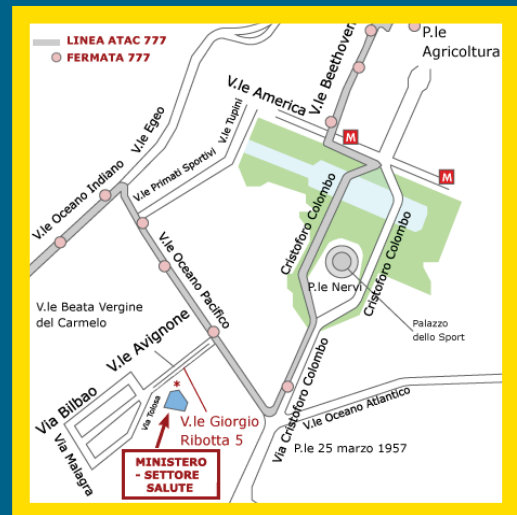 LINEA ATAC 777
FERMATA 777
P.le
Agricoltura
V.le Beethoven
V.le America
M
M
V.le Egeo
V.le Tupini
V.le Primati Sportivi
V.le Oceano Indiano
V.le Oceano Pacifico
Cristoforo Colombo
Cristoforo Colombo
P.le Nervi
Palazzo
dello Sport
V.le Beata Vergine
del Carmelo
V.le Avignone
Via Bilbao
Via Malagra
Via Tolosa
*
V.le Giorgio
Ribotta 5
Via Cristoforo Colombo
V.le Oceano Atlantico
P.le 25 marzo 1957
MINISTERO
- SETTORE
SALUTE